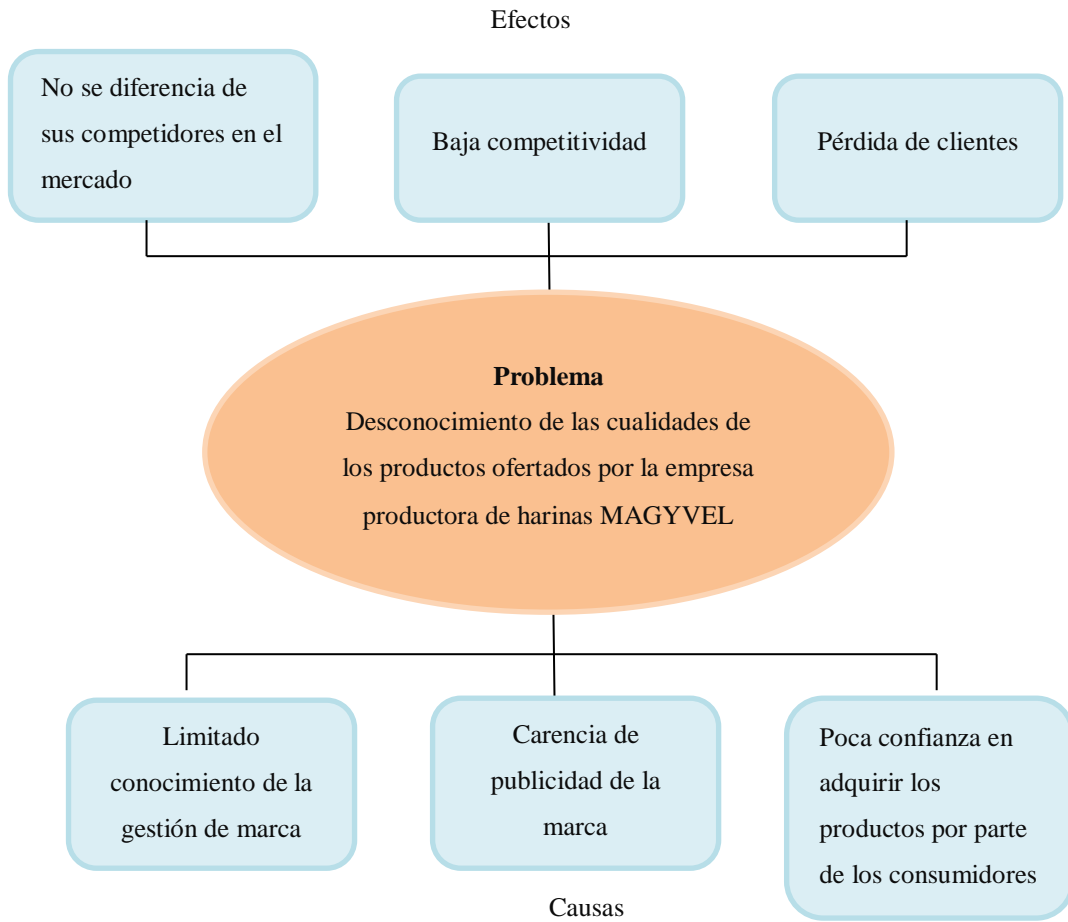 Efectos
No se diferencia de
sus competidores en el
mercado
Baja competitividad
Pérdida de clientes
Problema
Desconocimiento de las cualidades de
los productos ofertados por la empresa
productora de harinas MAGYVEL
Limitado
conocimiento de la
gestión de marca
Carencia de
publicidad de la
marca
Poca confianza en
adquirir los
productos por parte
de los consumidores
Causas